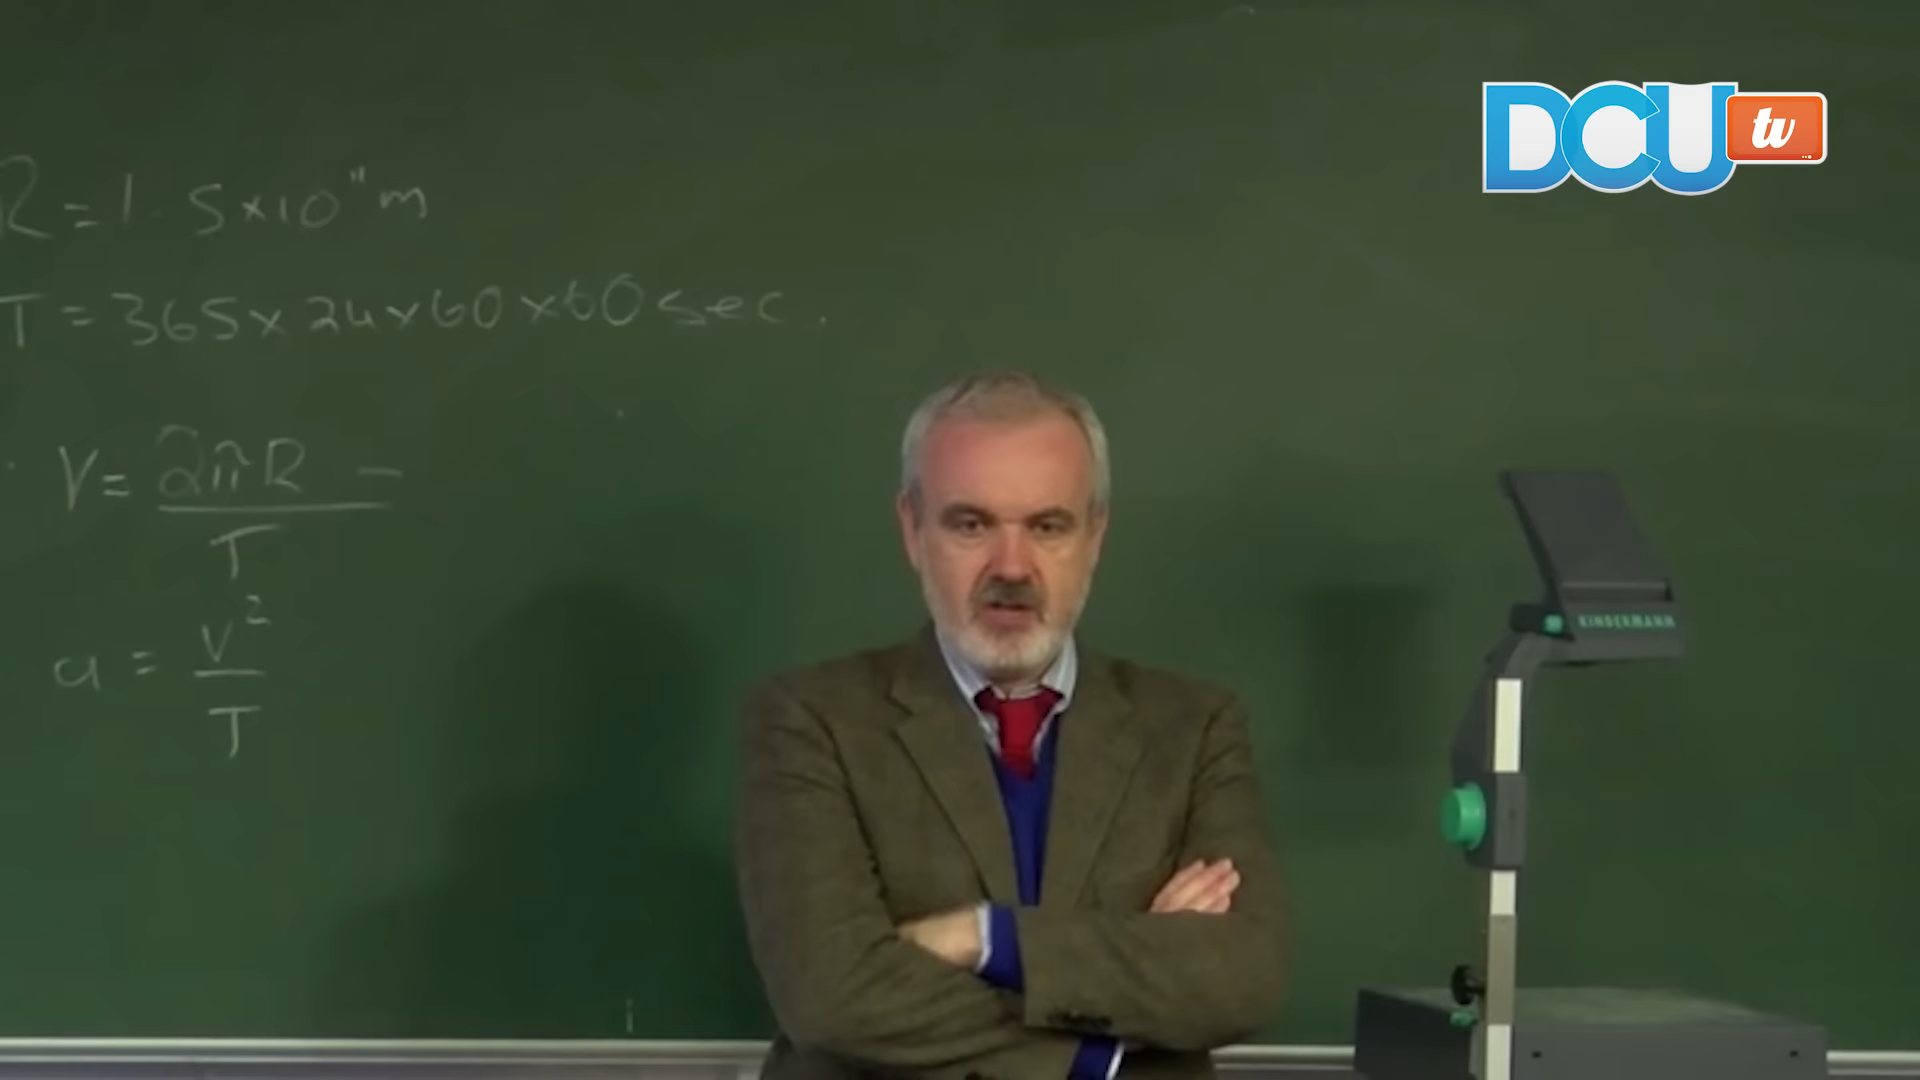 DCU tv
R = 1.5×10¹¹ m
T = 365×24×60×60 sec.
V = 2πR –
T
a = v²
T
KINDERMANN